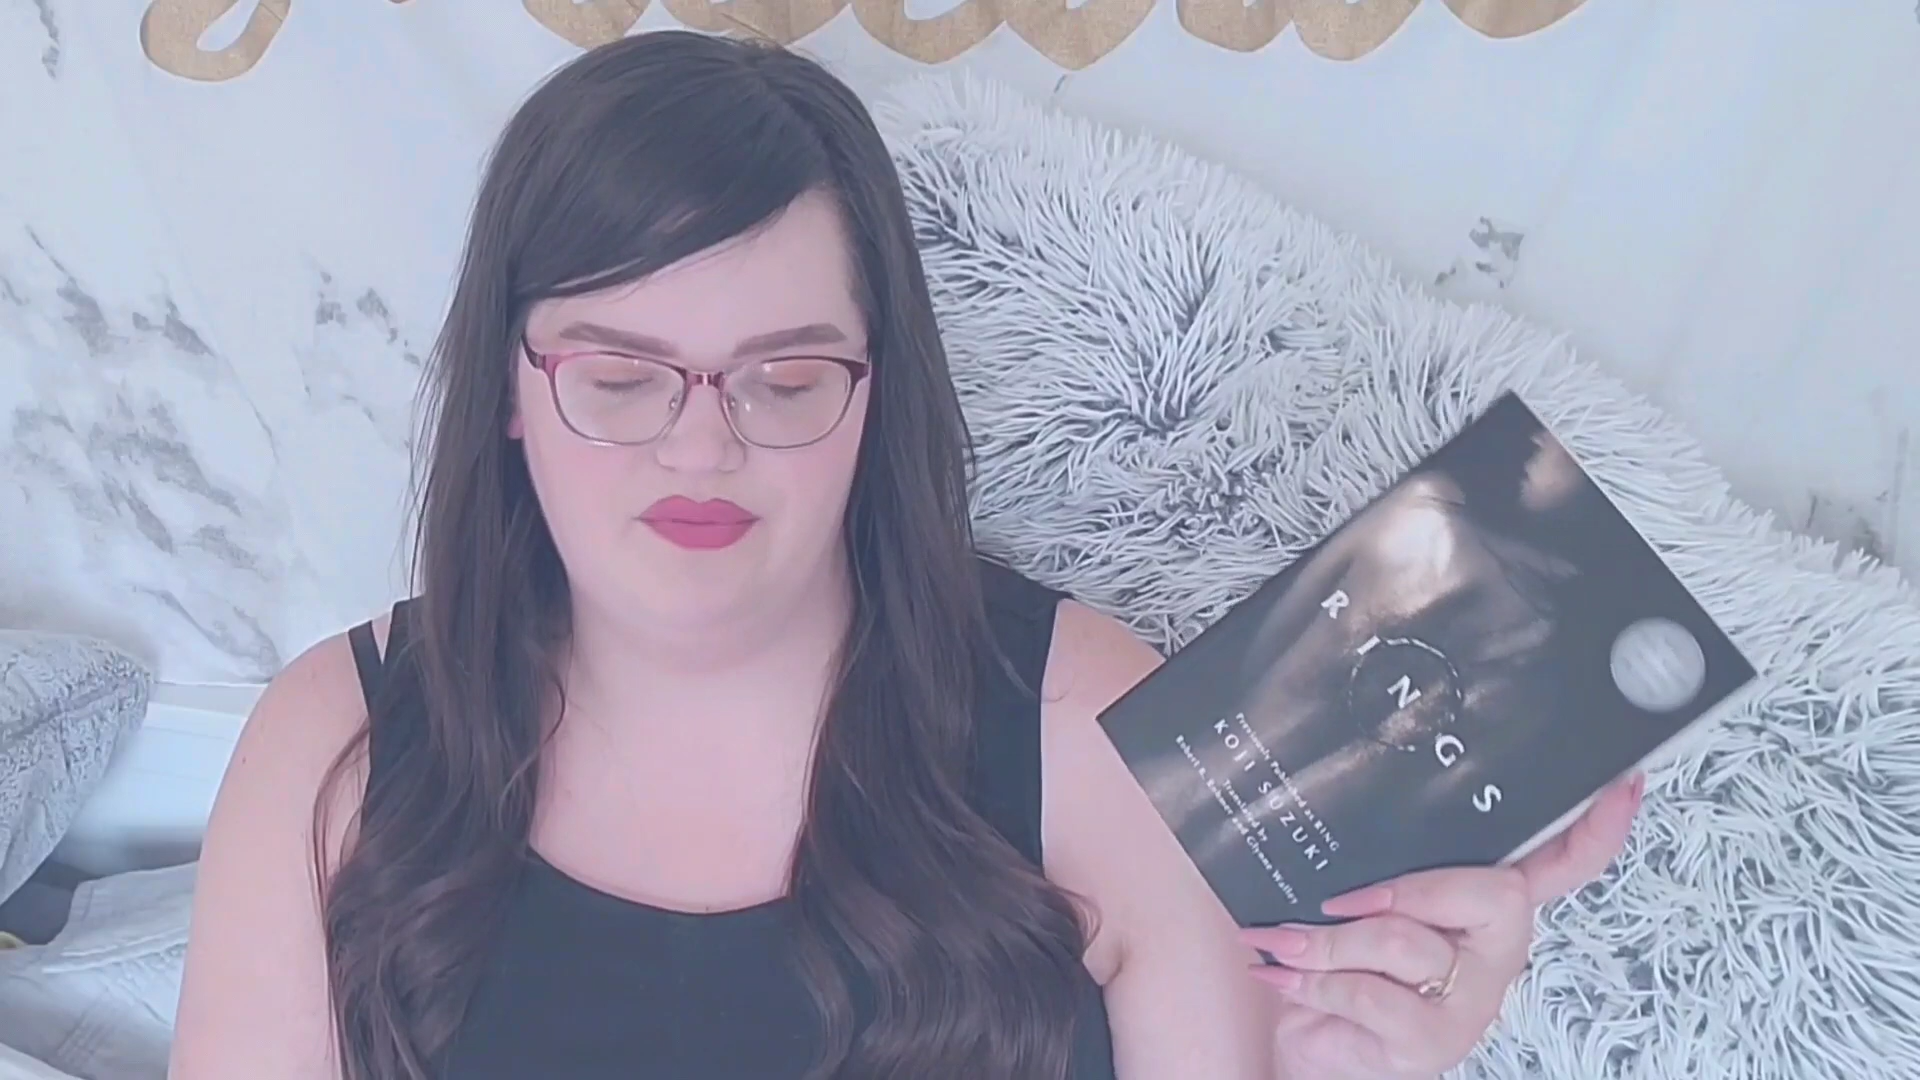 RINGS
Previously Published as RING
KOJI SUZUKI
Translated by
Robert B. Rohmer and Glynne Walley